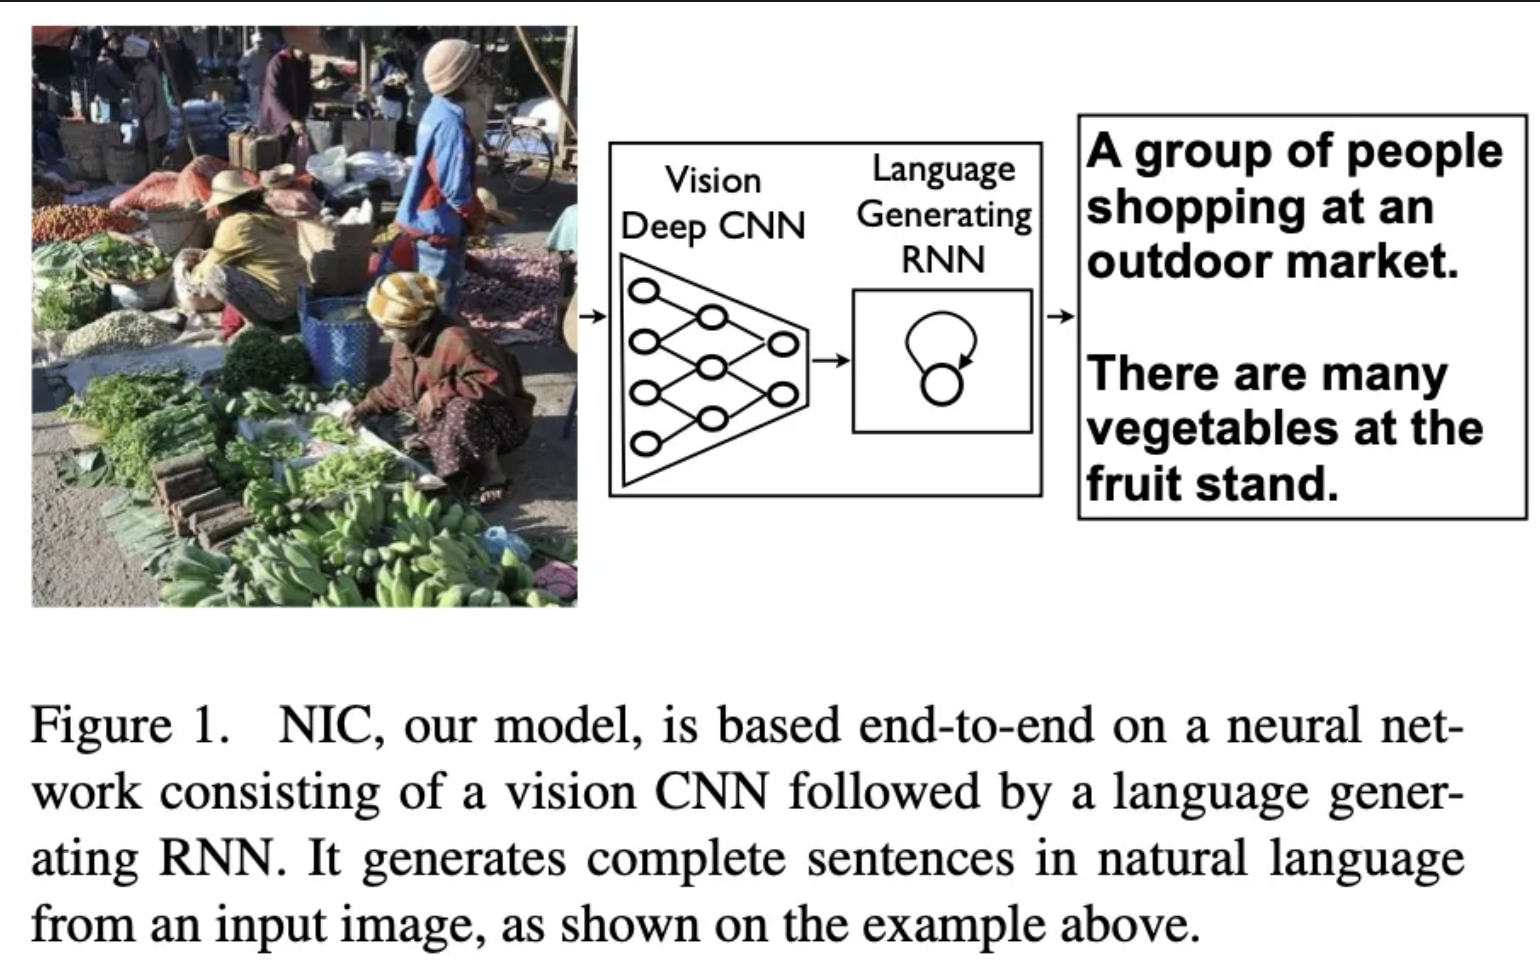 Vision
Deep CNN
Language
Generating
RNN
A group of people
shopping at an
outdoor market.
There are many
vegetables at the
fruit stand.
Figure 1. NIC, our model, is based end-to-end on a neural net-
work consisting of a vision CNN followed by a language gener-
ating RNN. It generates complete sentences in natural language
from an input image, as shown on the example above.